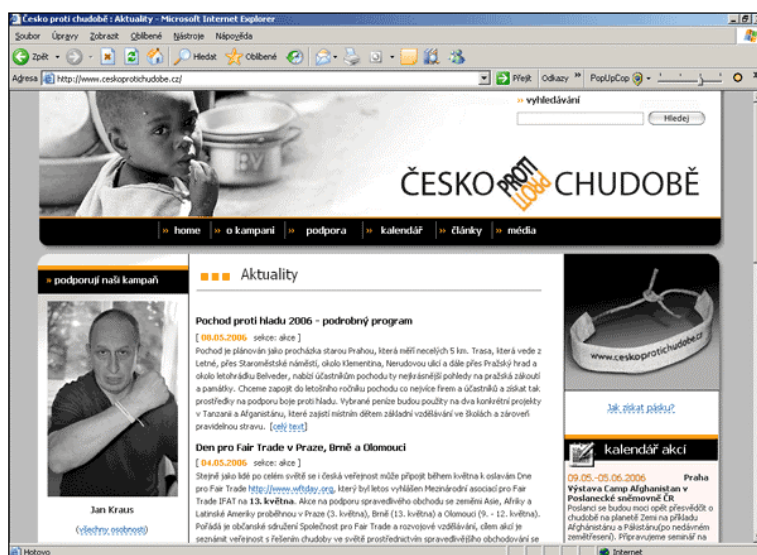 Česko proti chudobě : Aktuality - Microsoft Internet Explorer
Soubor Úpravy Zobrazit Oblíbené Nástroje Nápověda
Zpět Hledat Oblíbené
Adresa http://www.ceskoprotichudobe.cz/ Přejít Odkazy » PopUpCop
» vyhledávání
Hledej
ČESKO PROTI PROTI CHUDOBĚ
» home » o kampani » podpora » kalendář » články » média
» podporují naši kampaň
Jan Kraus
(všechny osobnosti)
Aktuality
Pochod proti hladu 2006 - podrobný program
[ 08.05.2006 sekce: akce ]
Pochod je plánován jako procházka starou Prahou, která měří necelých 5 km. Trasa, která vede z
Letné, přes Staroměstské náměstí, okolo Klementina, Nerudovou ulicí a dále přes Pražský hrad a
okolo letohrádku Belveder, nabízí účastníkům pochodu ty nejkrásnější pohledy na pražská zákoutí
a památky. Chceme zapojit do letošního ročníku pochodu co nejvíce firem a účastníků a získat tak
prostředky na podporu boje proti hladu. Vybrané peníze budou použity na dva konkrétní projekty
v Tanzanii a Afganistánu, které zajistí místním dětem základní vzdělávání ve školách a zároveň
pravidelnou stravu. [celý text]
Den pro Fair Trade v Praze, Brně a Olomouci
[ 04.05.2006 sekce: akce ]
Stejně jako lidé po celém světě se i česká veřejnost může připojit během května k oslavám Dne
pro Fair Trade http://www.wftday.org, který byl letos vyhlášen Mezinárodní asociací pro Fair
Trade IFAT na 13. května. Akce na podporu spravedlivého obchodu se zeměmi Asie, Afriky a
Latinské Ameriky proběhnou v Praze (3. května), Brně (13. května) a Olomouci (9. - 12. května).
Pořádá je občanské sdružení Společnost pro Fair Trade a rozvojové vzdělávání, cílem akcí je
seznámit veřejnost s řešením chudoby ve světě prostřednictvím spravedlivějšího obchodování se
www.ceskoprotichudobe.cz
Jak získat pásku?
kalendář akcí
09.05.-05.06.2006 Praha
Výstava Camp Afghanistan v
Poslanecké sněmovně ČR
Poslanci se budou moci opět přesvědčit o
chudobě na planetě Zemi na příkladu
Afghánistánu a Pákistánu(po nedávném
zemětřesení). Připravujeme seminář na
Hotovo Internet